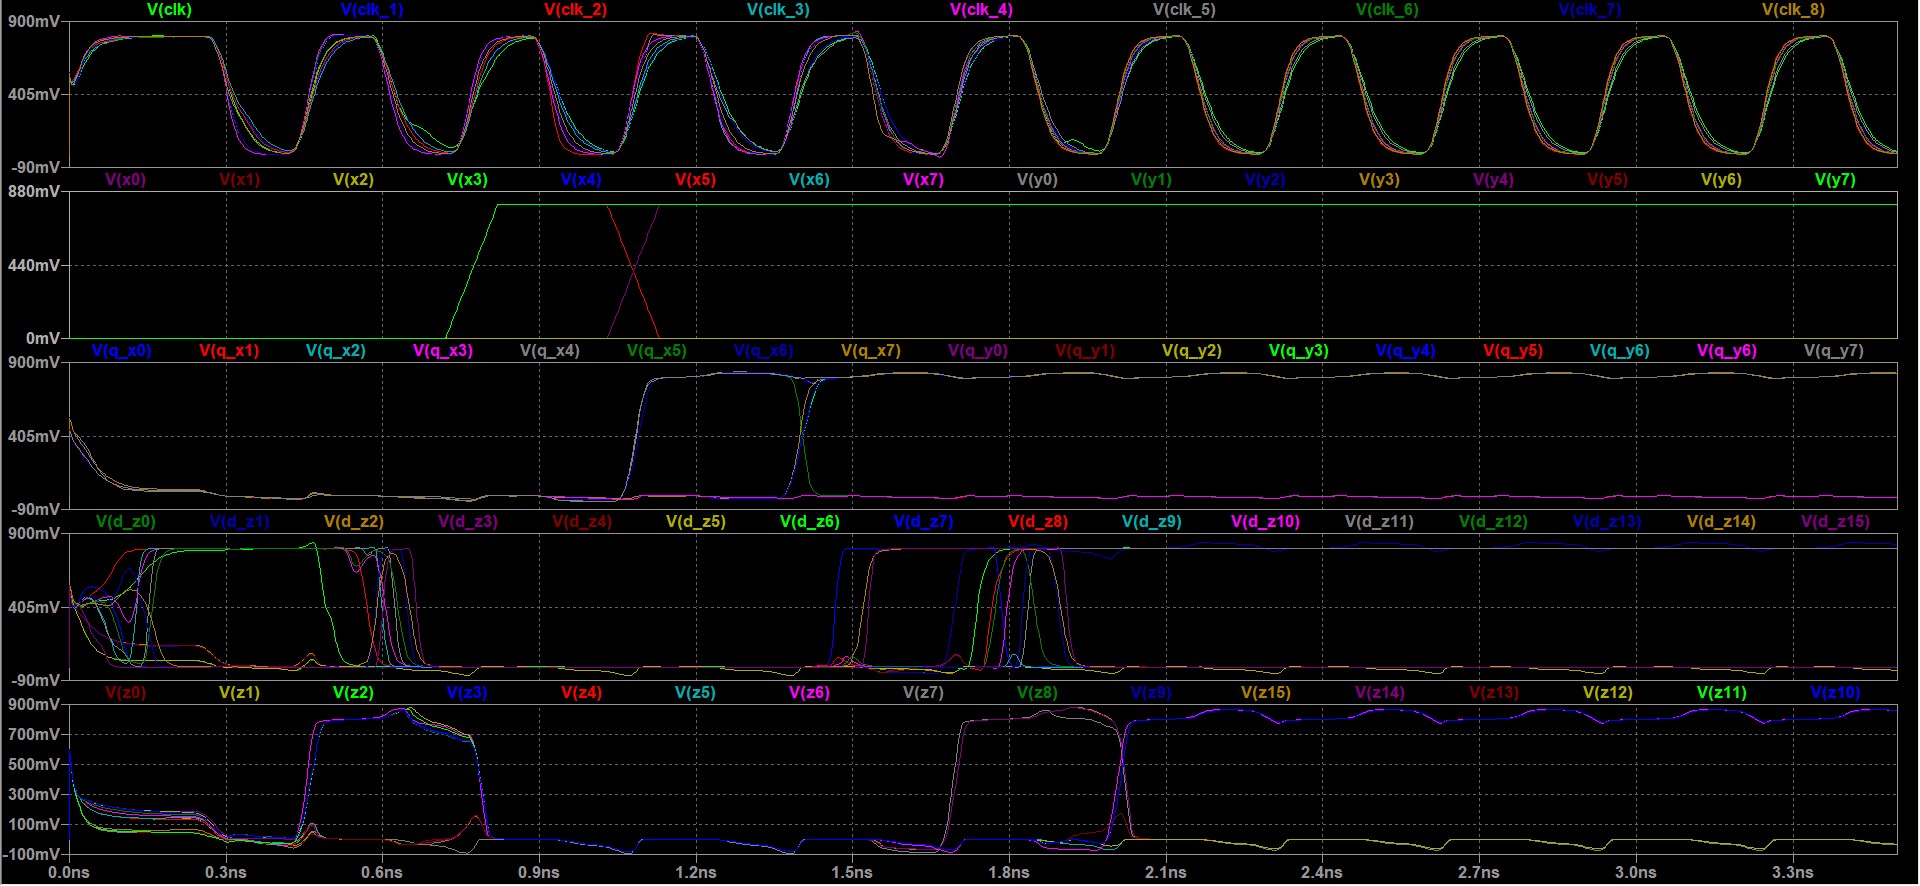 V(clk) V(clk_1) V(clk_2) V(clk_3) V(clk_4) V(clk_5) V(clk_6) V(clk_7) V(clk_8)
900mV
405mV
-90mV
V(x0) V(x1) V(x2) V(x3) V(x4) V(x5) V(x6) V(x7) V(y0) V(y1) V(y2) V(y3) V(y4) V(y5) V(y6) V(y7)
880mV
440mV
0mV
V(q_x0) V(q_x1) V(q_x2) V(q_x3) V(q_x4) V(q_x5) V(q_x6) V(q_x7) V(q_y0) V(q_y1) V(q_y2) V(q_y3) V(q_y4) V(q_y5) V(q_y6) V(q_y6) V(q_y7)
900mV
405mV
-90mV
V(d_z0) V(d_z1) V(d_z2) V(d_z3) V(d_z4) V(d_z5) V(d_z6) V(d_z7) V(d_z8) V(d_z9) V(d_z10) V(d_z11) V(d_z12) V(d_z13) V(d_z14) V(d_z15)
900mV
405mV
-90mV
V(z0) V(z1) V(z2) V(z3) V(z4) V(z5) V(z6) V(z7) V(z8) V(z9) V(z15) V(z14) V(z13) V(z12) V(z11) V(z10)
900mV
700mV
500mV
300mV
100mV
-100mV
0.0ns 0.3ns 0.6ns 0.9ns 1.2ns 1.5ns 1.8ns 2.1ns 2.4ns 2.7ns 3.0ns 3.3ns